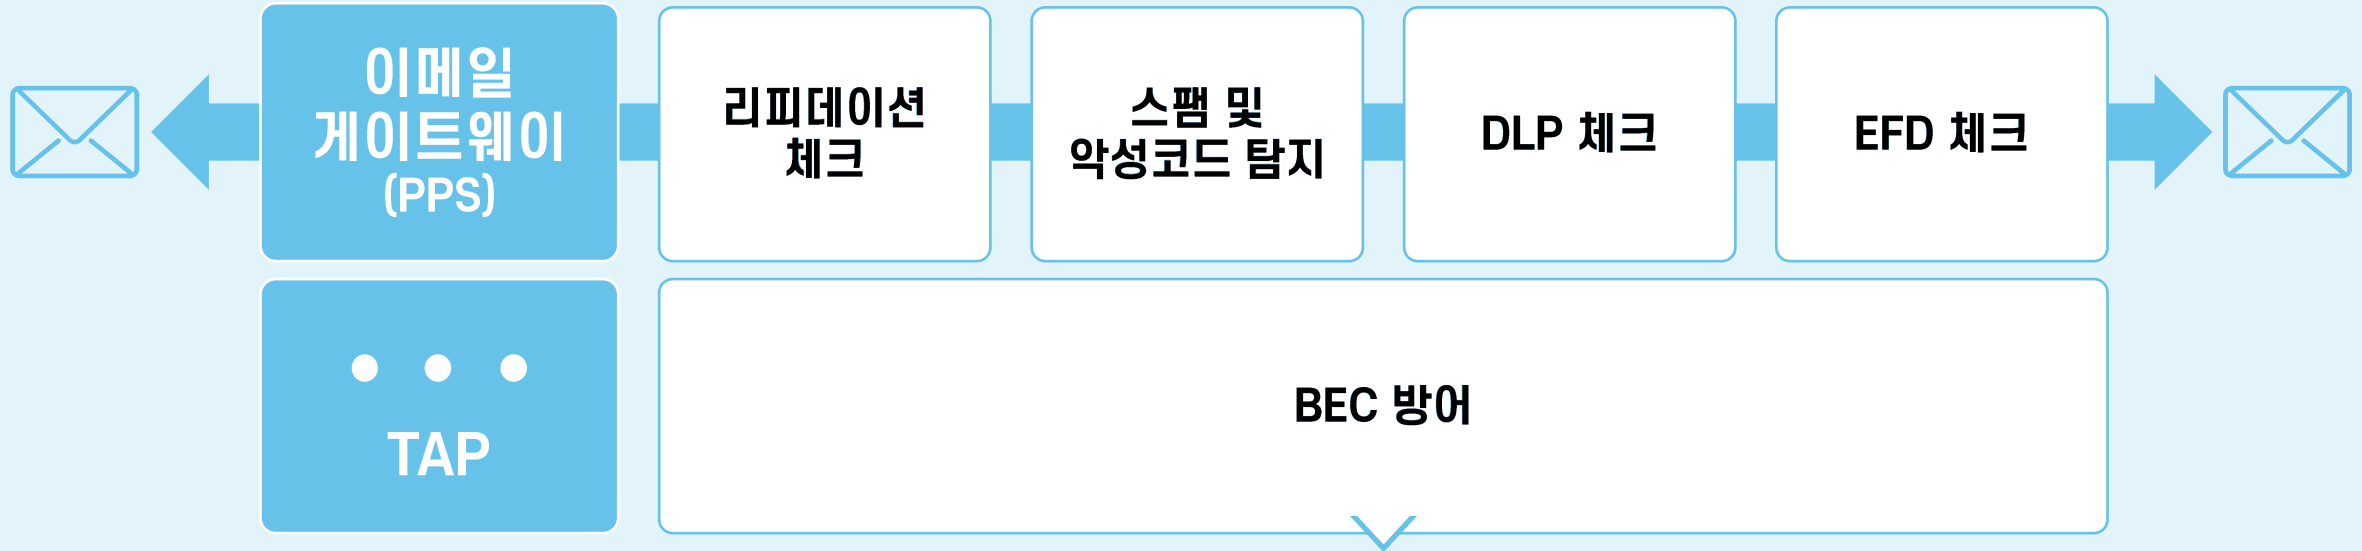 이메일
게이트웨이
(PPS)
리피데이션
체크
스팸 및
악성코드 탐지
DLP 체크
EFD 체크
TAP
BEC 방어